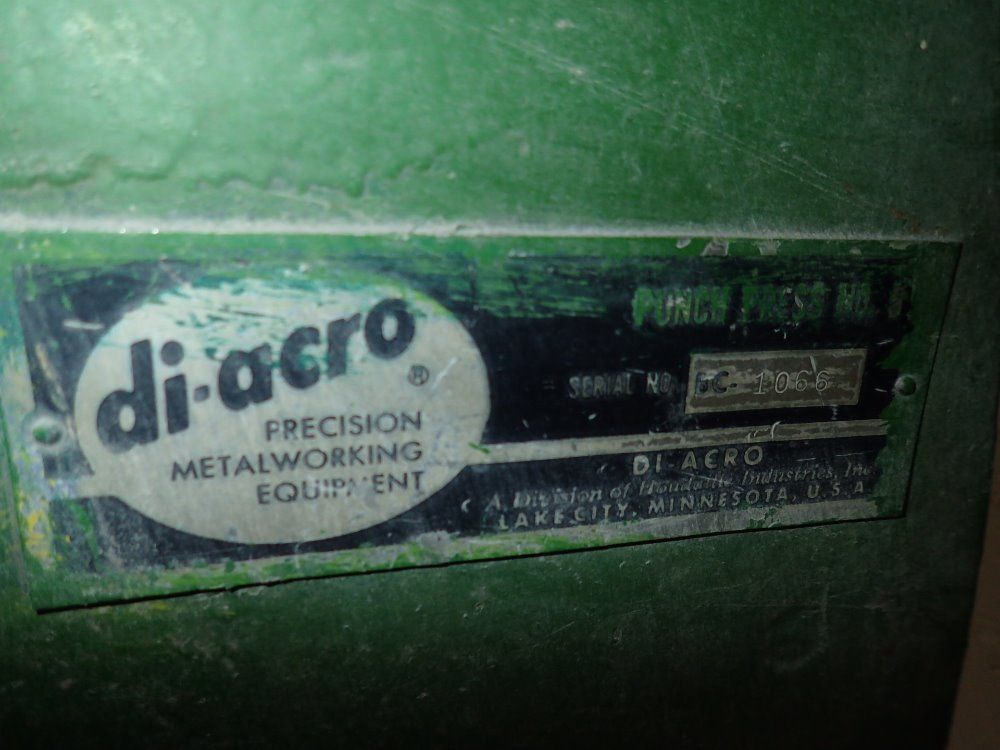 di-acro ®
PRECISION
METALWORKING
EQUIPMENT
PUNCH PRESS NO.
SERIAL NO. 1066
DI-ACRO
A Division of Houdaille Industries, Inc.
LAKE CITY, MINNESOTA, U.S.A